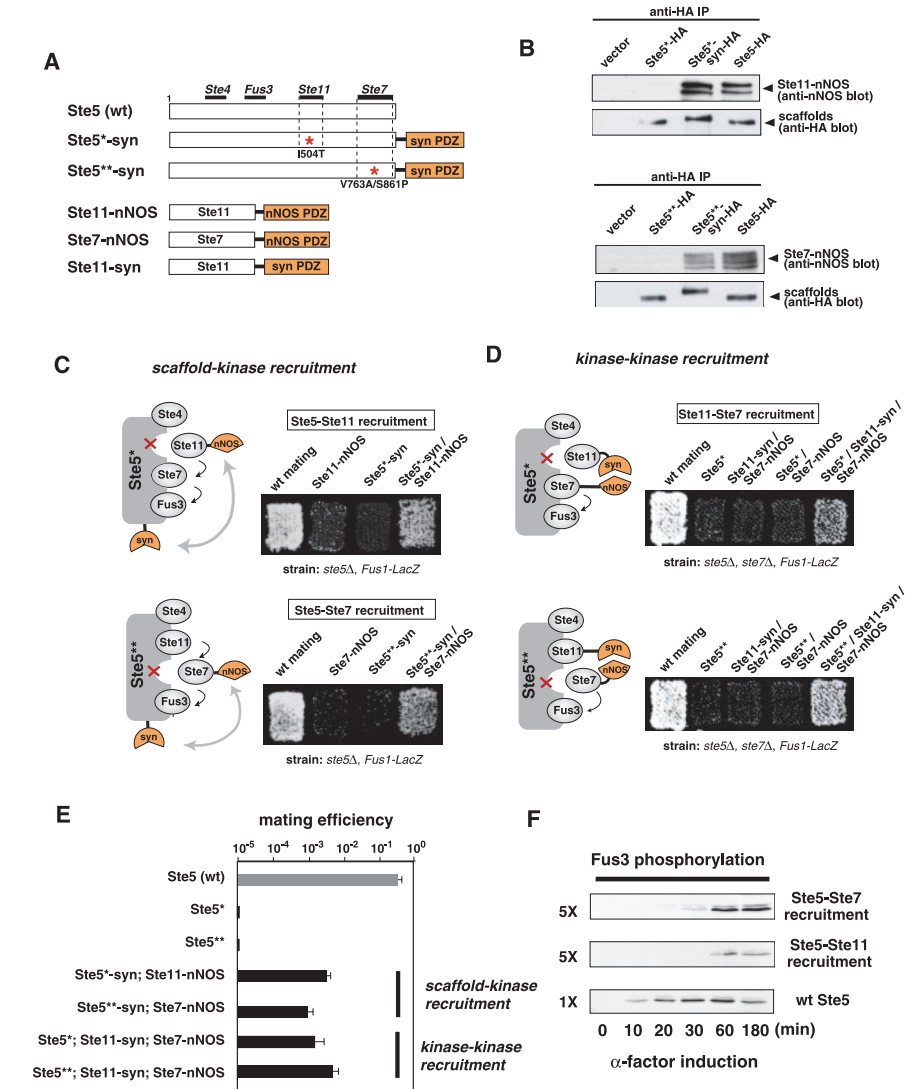 A
Ste4 Fus3 Ste11 Ste7
1
Ste5 (wt)
Ste5*-syn
*
I504T
syn PDZ
Ste5**-syn
*
V763A/S861P
syn PDZ
Ste11-nNOS
Ste11
nNOS PDZ
Ste7-nNOS
Ste7
nNOS PDZ
Ste11-syn
Ste11
syn PDZ
B
anti-HA IP
vector
Ste5*-HA
Ste5*-
syn-HA
Ste5-HA
Ste11-nNOS
(anti-nNOS blot)
scaffolds
(anti-HA blot)
anti-HA IP
vector
Ste5**-HA
Ste5**-
syn-HA
Ste5-HA
Ste7-nNOS
(anti-nNOS blot)
scaffolds
(anti-HA blot)
C
scaffold-kinase recruitment
Ste5*
Ste4
Ste11
nNOS
Ste7
Fus3
syn
Ste5-Ste11 recruitment
wt mating
Ste11-nNOS
Ste5*-syn
Ste5*-syn /
Ste11-nNOS
strain: ste5Δ, Fus1-LacZ
Ste5**
Ste4
Ste11
Ste7
nNOS
Fus3
syn
Ste5-Ste7 recruitment
wt mating
Ste7-nNOS
Ste5**-syn
Ste5**-syn /
Ste7-nNOS
strain: ste5Δ, Fus1-LacZ
D
kinase-kinase recruitment
Ste5*
Ste4
Ste11
syn
Ste7
nNOS
Fus3
Ste11-Ste7 recruitment
wt mating
Ste5*
Ste11-syn /
Ste7-nNOS
Ste5* /
Ste7-nNOS
Ste5* / Ste11-syn /
Ste7-nNOS
strain: ste5Δ, ste7Δ, Fus1-LacZ
Ste5**
Ste4
Ste11
syn
Ste7
nNOS
Fus3
wt mating
Ste5**
Ste11-syn /
Ste7-nNOS
Ste5** /
Ste7-nNOS
Ste5** / Ste11-syn /
Ste7-nNOS
strain: ste5Δ, ste7Δ, Fus1-LacZ
E
mating efficiency
10-5 10-4 10-3 10-2 10-1 100
Ste5 (wt)
Ste5*
Ste5**
Ste5*-syn; Ste11-nNOS
Ste5**-syn; Ste7-nNOS
Ste5*; Ste11-syn; Ste7-nNOS
Ste5**; Ste11-syn; Ste7-nNOS
scaffold-kinase
recruitment
kinase-kinase
recruitment
F
Fus3 phosphorylation
5X
Ste5-Ste7
recruitment
5X
Ste5-Ste11
recruitment
1X
wt Ste5
0 10 20 30 60 180 (min)
α-factor induction